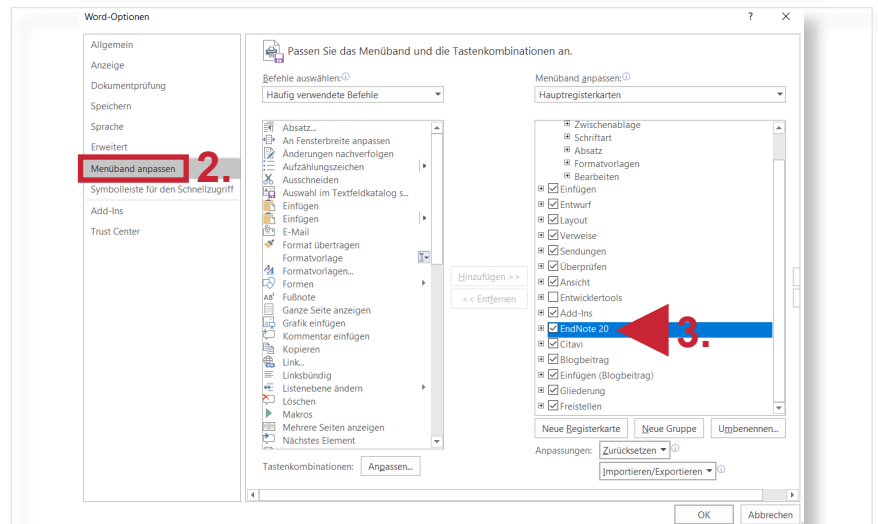 Word-Optionen
?
Allgemein
Anzeige
Dokumentprüfung
Speichern
Sprache
Erweitert
Menüband anpassen
2.
Symbolleiste für den Schnellzugriff
Add-Ins
Trust Center
Passen Sie das Menüband und die Tastenkombinationen an.
Befehle auswählen:
Häufig verwendete Befehle
Absatz...
An Fensterbreite anpassen
Änderungen nachverfolgen
Aufzählungszeichen
Ausschneiden
Auswahl im Textfeldkatalog s...
Einfügen
Einfügen
E-Mail
Format übertragen
Formatvorlage
Formatvorlagen...
Formen
Fußnote
Ganze Seite anzeigen
Grafik einfügen
Kommentar einfügen
Kopieren
Link...
Linksbündig
Listenebene ändern
Löschen
Makros
Mehrere Seiten anzeigen
Nächstes Element
Tastenkombinationen: Anpassen...
Hinzufügen >>
<< Entfernen
Menüband anpassen:
Hauptregisterkarten
Zwischenablage
Schriftart
Absatz
Formatvorlagen
Bearbeiten
Einfügen
Entwurf
Layout
Verweise
Sendungen
Überprüfen
Ansicht
Entwicklertools
Add-Ins
EndNote 20
3.
Citavi
Blogbeitrag
Einfügen (Blogbeitrag)
Gliederung
Freistellen
Neue Registerkarte Neue Gruppe Umbenennen...
Anpassungen: Zurücksetzen
Importieren/Exportieren
OK Abbrechen